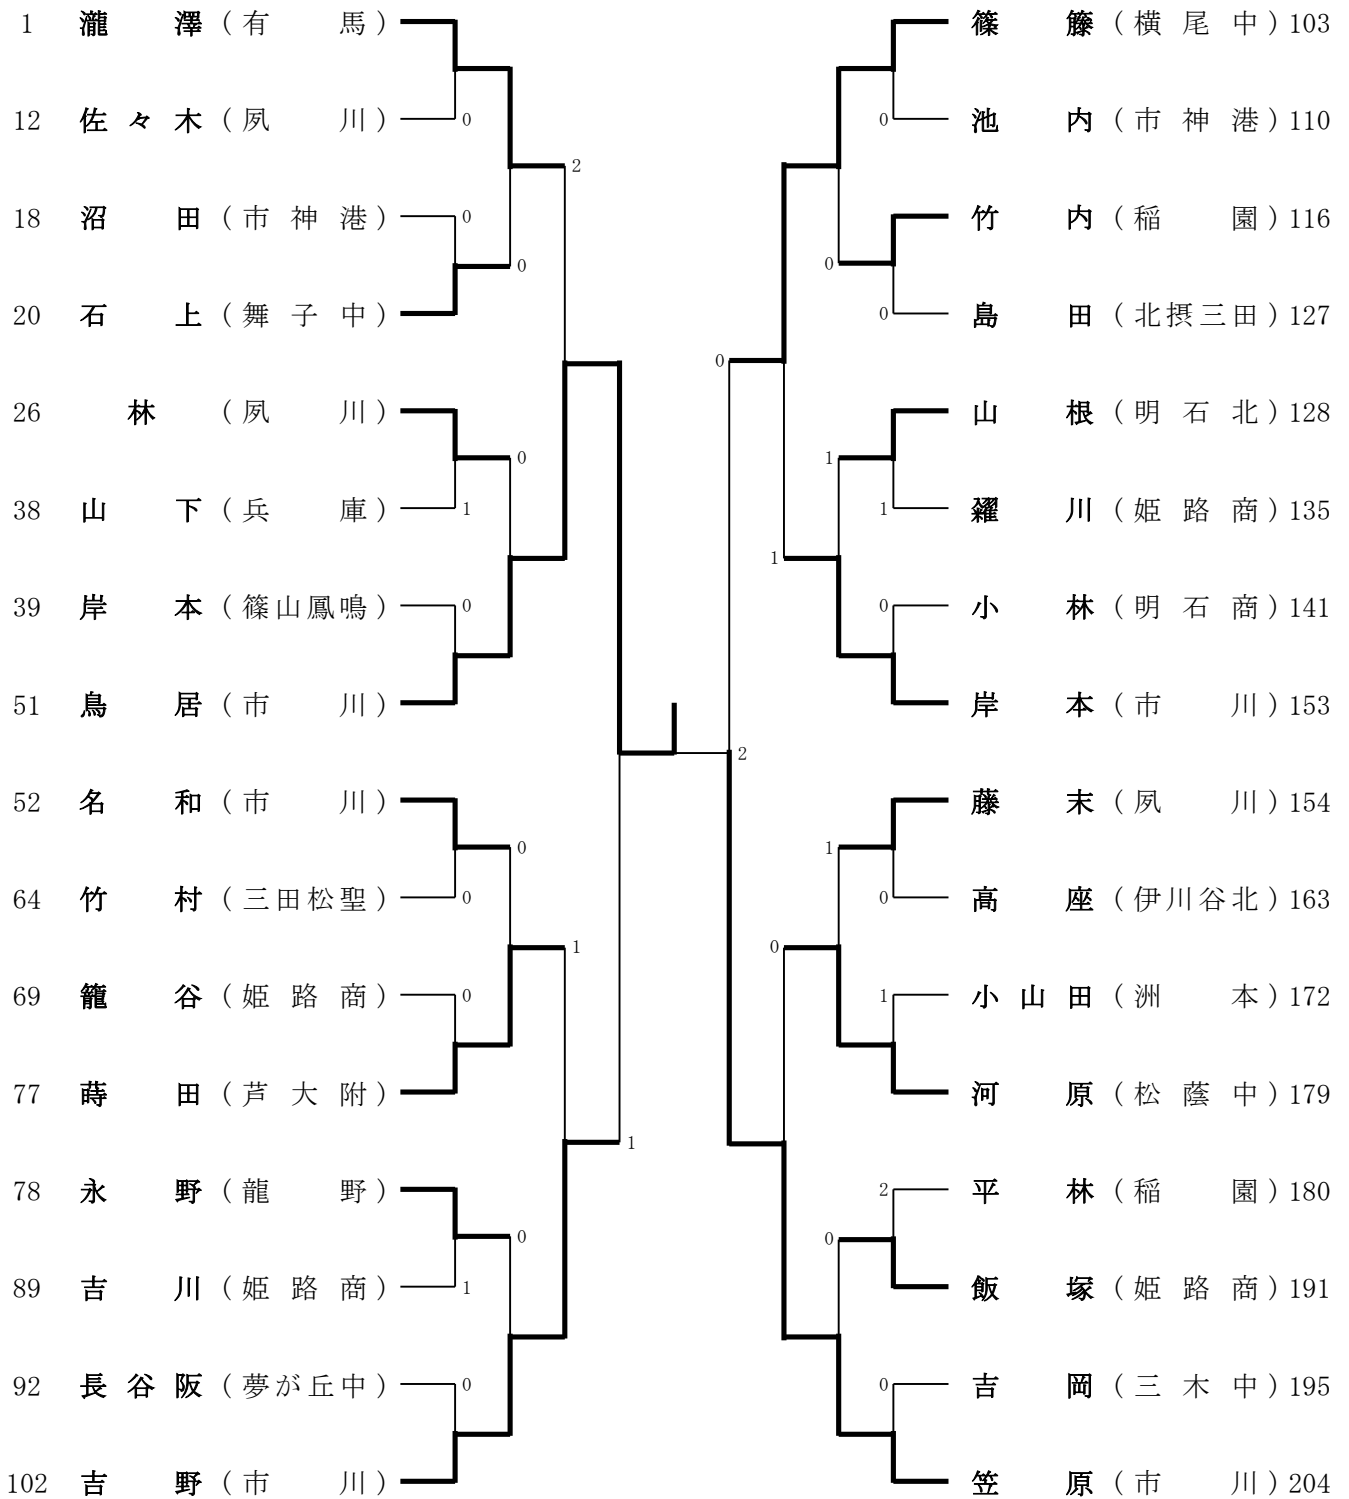 1 瀧澤（有馬）
12 佐々木（夙川） 0
2
18 沼田（市神港） 0
0
20 石上（舞子中）
26 林（夙川）
0
38 山下（兵庫） 1
39 岸本（篠山鳳鳴） 0
51 鳥居（市川）
52 名和（市川）
0
64 竹村（三田松聖） 0
1
69 籠谷（姫路商） 0
77 蒔田（芦大附）
1
78 永野（龍野）
0
89 吉川（姫路商） 1
92 長谷阪（夢が丘中） 0
102 吉野（市川）
篠籐（横尾中）103
0 池内（市神港）110
竹内（稲園）116
0
0 島田（北摂三田）127
0
山根（明石北）128
1
1 糴川（姫路商）135
1
0 小林（明石商）141
岸本（市川）153
2
藤末（夙川）154
1
0 高座（伊川谷北）163
0
1 小山田（洲本）172
河原（松蔭中）179
2 平林（稲園）180
0
飯塚（姫路商）191
0 吉岡（三木中）195
笠原（市川）204